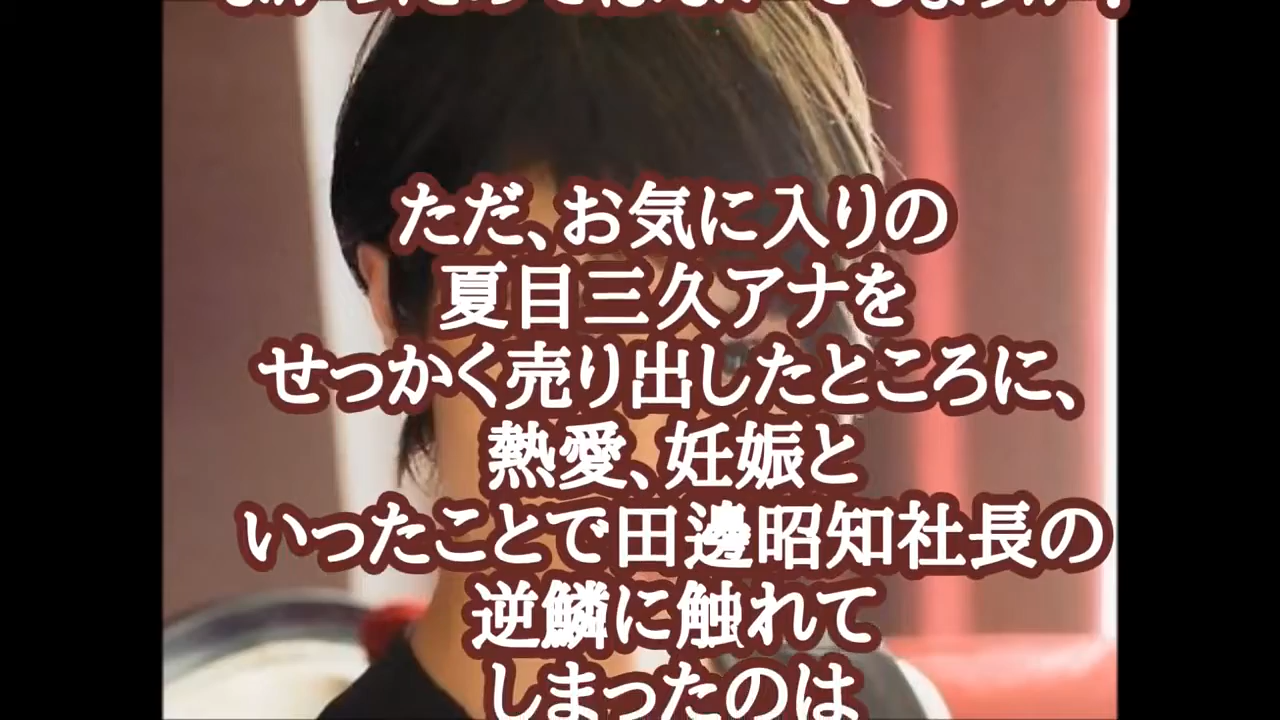 ただ、お気に入りの
夏目三久アナを
せっかく売り出したところに、
熱愛、妊娠と
いったことで田邊昭知社長の
逆鱗に触れて
しまったのは